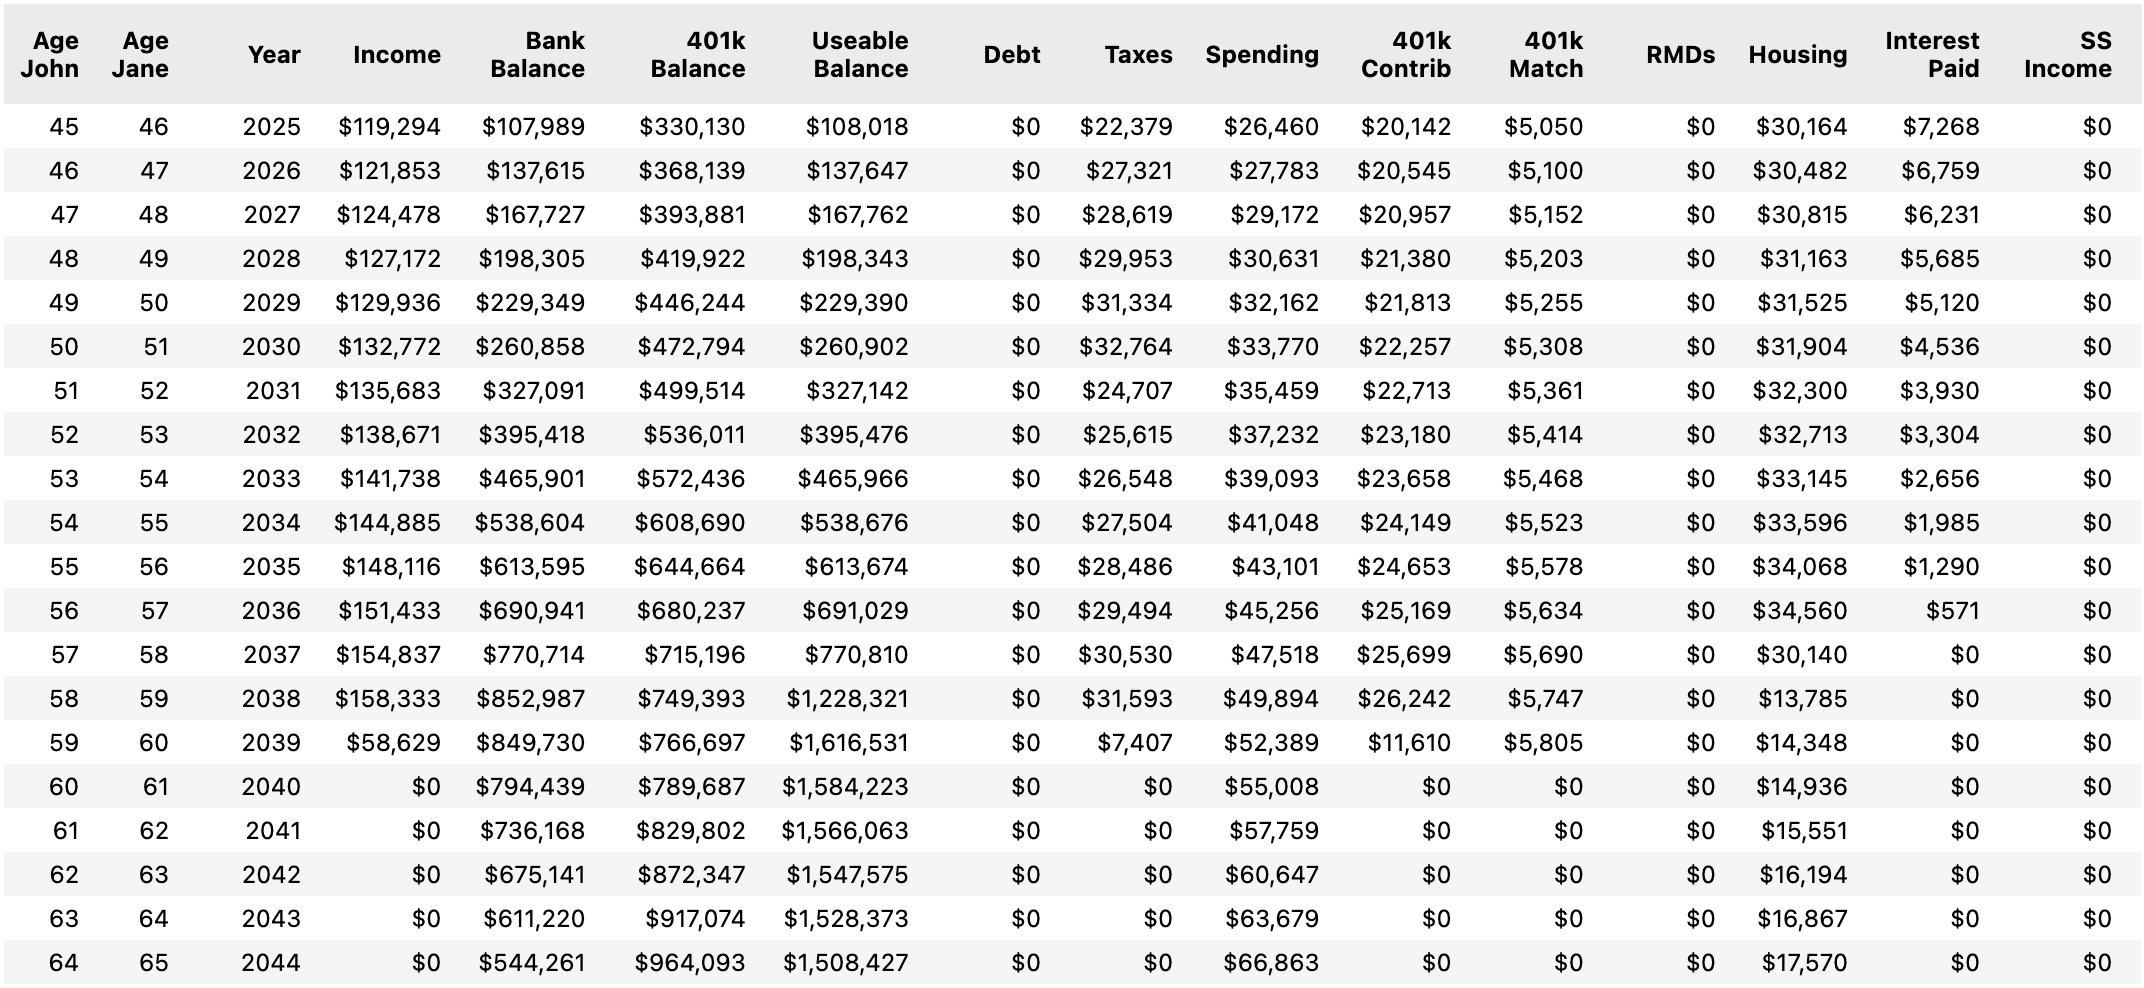 Age John Age Jane Year Income Bank Balance 401k Balance Useable Balance Debt Taxes Spending 401k Contrib 401k Match RMDs Housing Interest Paid SS Income
45 46 2025 $119,294 $107,989 $330,130 $108,018 $0 $22,379 $26,460 $20,142 $5,050 $0 $30,164 $7,268 $0
46 47 2026 $121,853 $137,615 $368,139 $137,647 $0 $27,321 $27,783 $20,545 $5,100 $0 $30,482 $6,759 $0
47 48 2027 $124,478 $167,727 $393,881 $167,762 $0 $28,619 $29,172 $20,957 $5,152 $0 $30,815 $6,231 $0
48 49 2028 $127,172 $198,305 $419,922 $198,343 $0 $29,953 $30,631 $21,380 $5,203 $0 $31,163 $5,685 $0
49 50 2029 $129,936 $229,349 $446,244 $229,390 $0 $31,334 $32,162 $21,813 $5,255 $0 $31,525 $5,120 $0
50 51 2030 $132,772 $260,858 $472,794 $260,902 $0 $32,764 $33,770 $22,257 $5,308 $0 $31,904 $4,536 $0
51 52 2031 $135,683 $327,091 $499,514 $327,142 $0 $24,707 $35,459 $22,713 $5,361 $0 $32,300 $3,930 $0
52 53 2032 $138,671 $395,418 $536,011 $395,476 $0 $25,615 $37,232 $23,180 $5,414 $0 $32,713 $3,304 $0
53 54 2033 $141,738 $465,901 $572,436 $465,966 $0 $26,548 $39,093 $23,658 $5,468 $0 $33,145 $2,656 $0
54 55 2034 $144,885 $538,604 $608,690 $538,676 $0 $27,504 $41,048 $24,149 $5,523 $0 $33,596 $1,985 $0
55 56 2035 $148,116 $613,595 $644,664 $613,674 $0 $28,486 $43,101 $24,653 $5,578 $0 $34,068 $1,290 $0
56 57 2036 $151,433 $690,941 $680,237 $691,029 $0 $29,494 $45,256 $25,169 $5,634 $0 $34,560 $571 $0
57 58 2037 $154,837 $770,714 $715,196 $770,810 $0 $30,530 $47,518 $25,699 $5,690 $0 $30,140 $0 $0
58 59 2038 $158,333 $852,987 $749,393 $1,228,321 $0 $31,593 $49,894 $26,242 $5,747 $0 $13,785 $0 $0
59 60 2039 $58,629 $849,730 $766,697 $1,616,531 $0 $7,407 $52,389 $11,610 $5,805 $0 $14,348 $0 $0
60 61 2040 $0 $794,439 $789,687 $1,584,223 $0 $0 $55,008 $0 $0 $0 $14,936 $0 $0
61 62 2041 $0 $736,168 $829,802 $1,566,063 $0 $0 $57,759 $0 $0 $0 $15,551 $0 $0
62 63 2042 $0 $675,141 $872,347 $1,547,575 $0 $0 $60,647 $0 $0 $0 $16,194 $0 $0
63 64 2043 $0 $611,220 $917,074 $1,528,373 $0 $0 $63,679 $0 $0 $0 $16,867 $0 $0
64 65 2044 $0 $544,261 $964,093 $1,508,427 $0 $0 $66,863 $0 $0 $0 $17,570 $0 $0